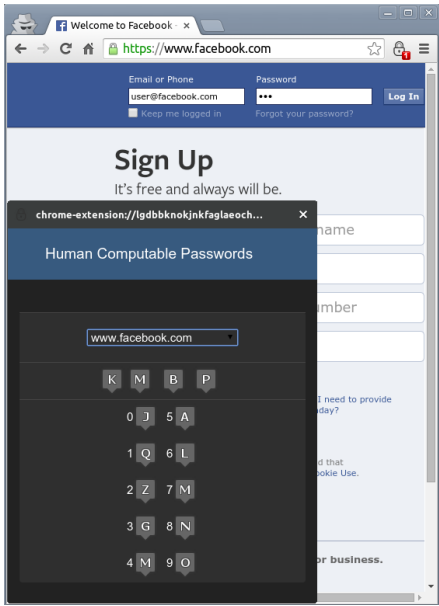 Welcome to Facebook -
https://www.facebook.com
1
Email or Phone
Password
user@facebook.com
Log In
Keep me logged in
Forgot your password?
Sign Up
It's free and always will be.
chrome-extension://lgdbbknokjnkfaglaeoch...
name
Human Computable Passwords
umber
www.facebook.com
K M B P
I need to provide
day?
0 J 5 A
1 Q 6 L
d that
ookie Use.
2 Z 7 M
3 G 8 N
or business.
4 M 9 O